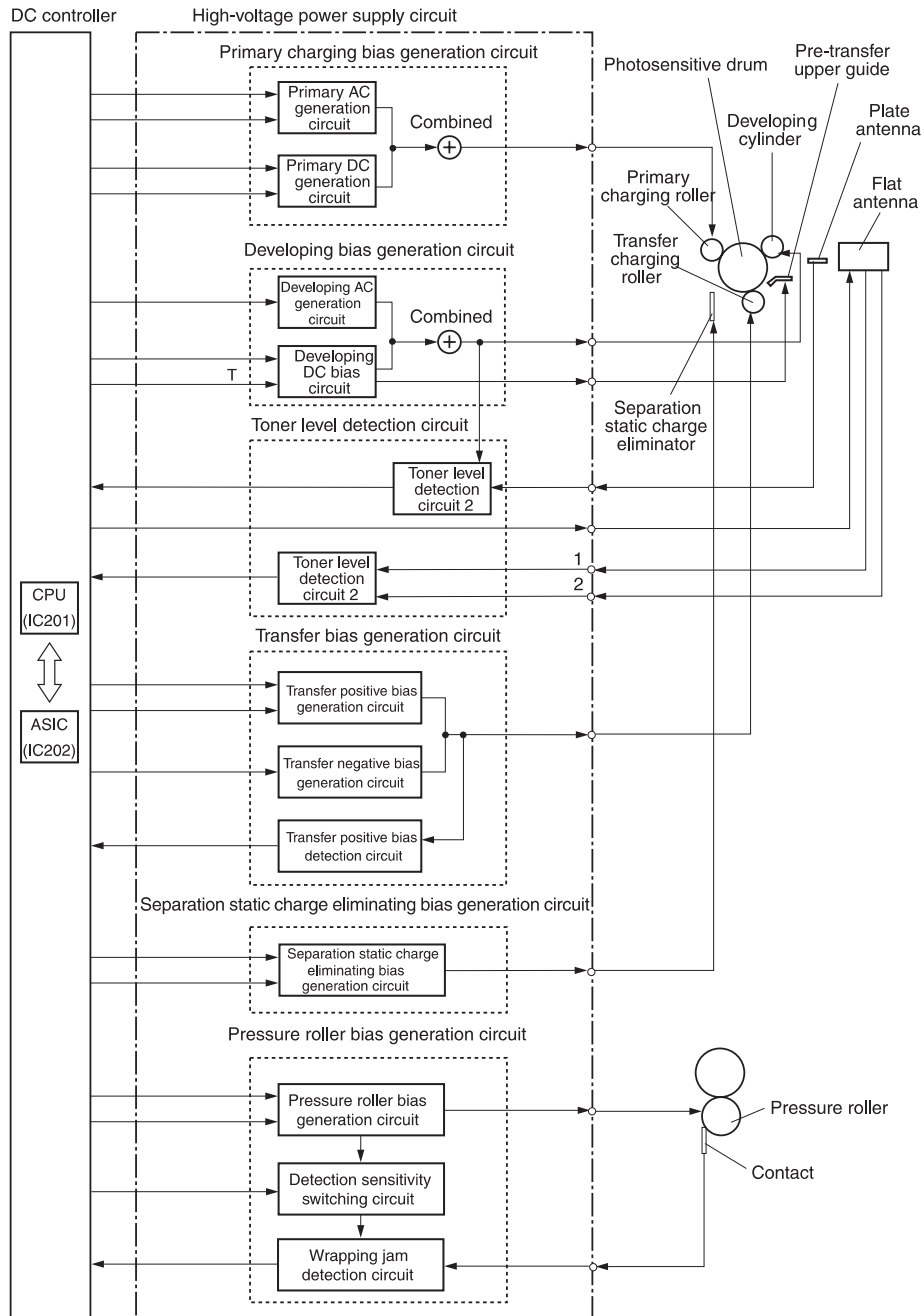 DC controller
High-voltage power supply circuit
Primary charging bias generation circuit
Primary AC
generation
circuit
Combined
Primary DC
generation
circuit
Photosensitive drum
Pre-transfer
upper guide
Developing
cylinder
Plate
antenna
Flat
antenna
Primary
charging roller
Transfer
charging
roller
Developing bias generation circuit
Developing AC
generation
circuit
Combined
Developing
DC bias
circuit
T
Separation
static charge
eliminator
Toner level detection circuit
Toner level
detection
circuit 2
1
2
Toner level
detection
circuit 2
CPU
(IC201)
ASIC
(IC202)
Transfer bias generation circuit
Transfer positive bias
generation circuit
Transfer negative bias
generation circuit
Transfer positive bias
detection circuit
Separation static charge eliminating bias generation circuit
Separation static charge
eliminating bias
generation circuit
Pressure roller bias generation circuit
Pressure roller bias
generation circuit
Detection sensitivity
switching circuit
Wrapping jam
detection circuit
Pressure roller
Contact